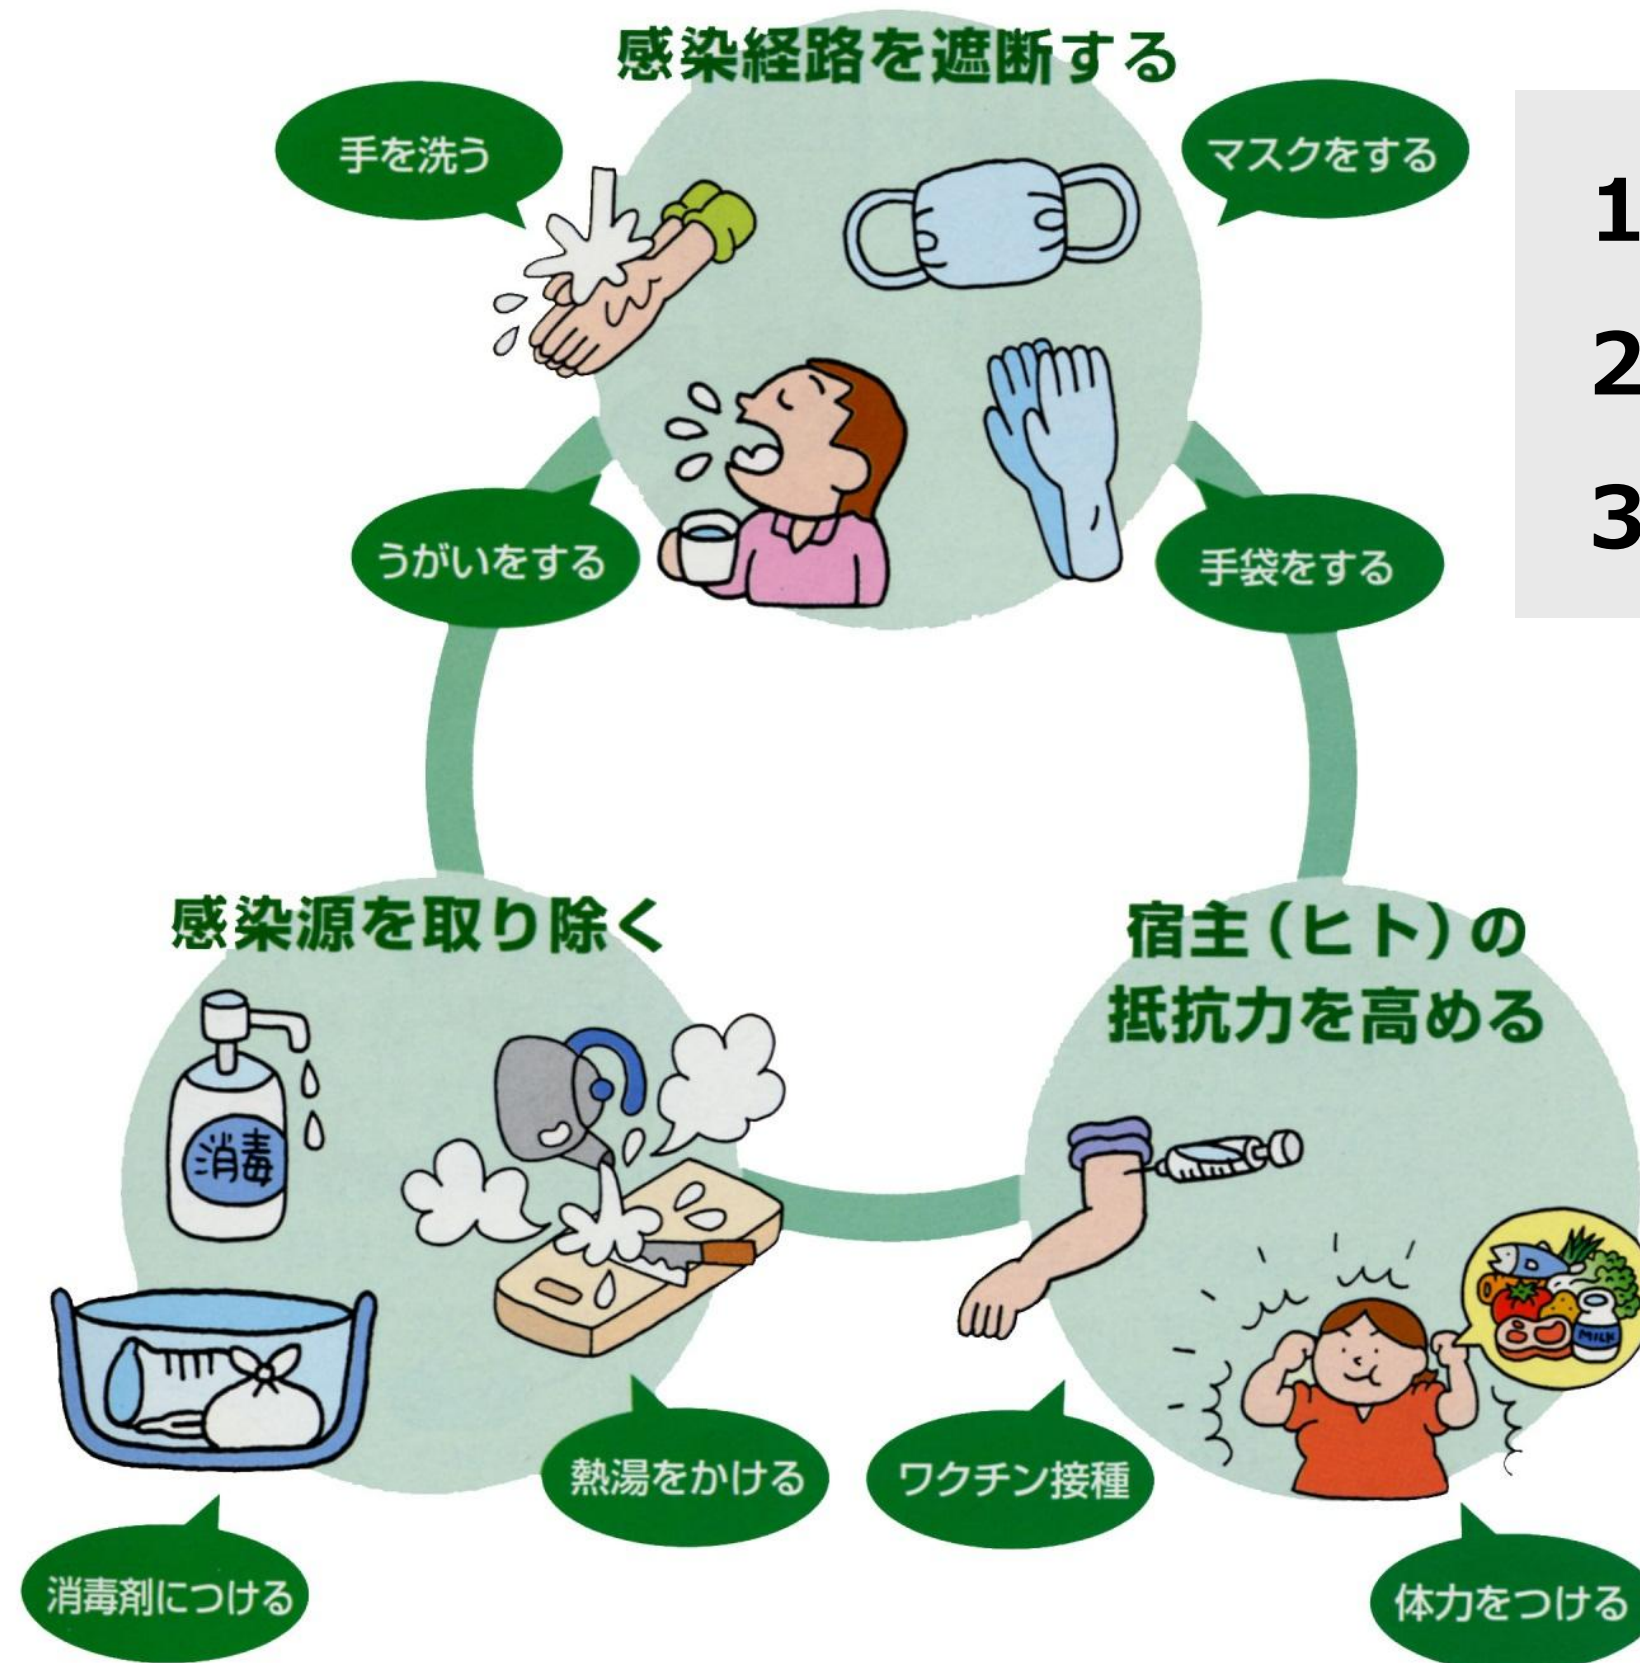 感染経路を遮断する
手を洗う
マスクをする
うがいをする
手袋をする
1
2
3
感染源を取り除く
消毒
熱湯をかける
消毒剤につける
宿主（ヒト）の
抵抗力を高める
MILK
ワクチン接種
体力をつける